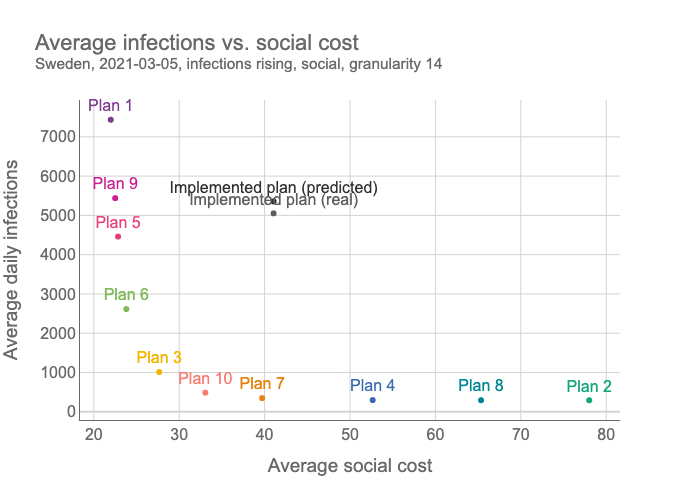 Average infections vs. social cost
Sweden, 2021-03-05, infections rising, social, granularity 14
Plan 1
7000
6000
Plan 9
Implemented plan (predicted)
Implemented plan (real)
5000
Plan 5
4000
3000
Plan 6
2000
Plan 3
1000
Plan 10
Plan 7
Plan 4
Plan 8
Plan 2
0
20 30 40 50 60 70 80
Average social cost
Average daily infections